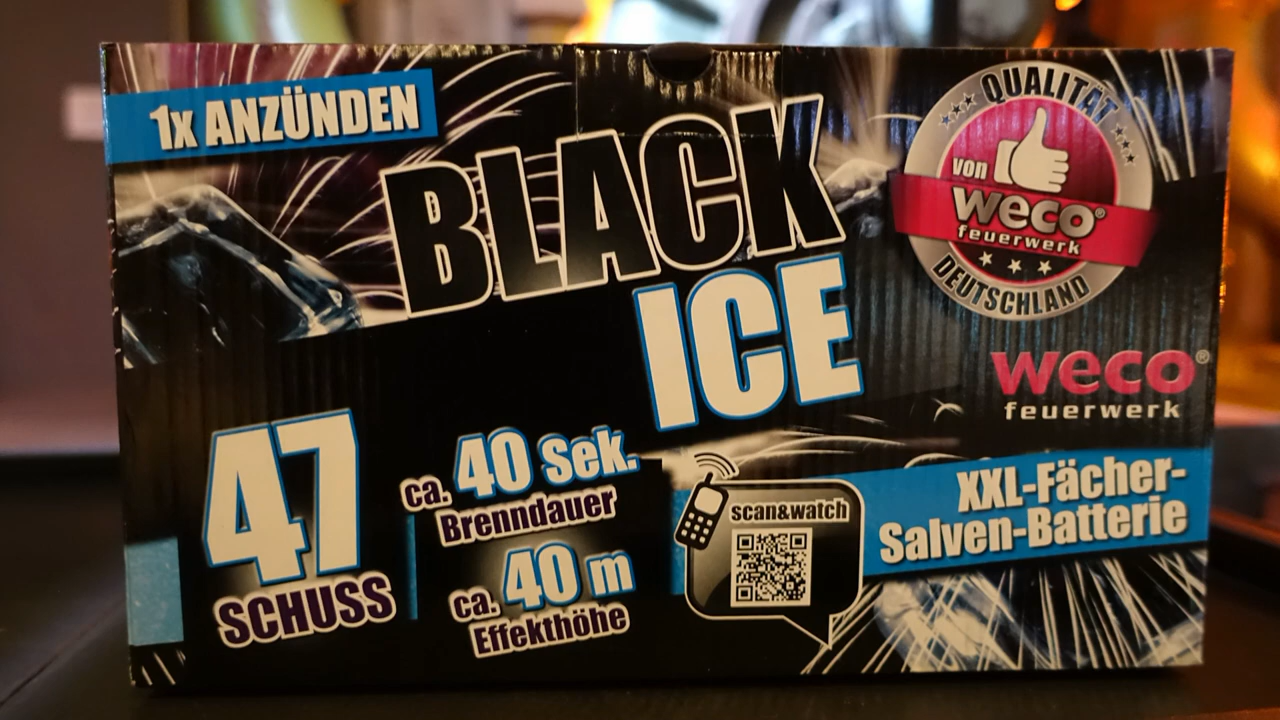 1x ANZÜNDEN
BLACK
ICE
QUALITÄT
von
weco®
feuerwerk
DEUTSCHLAND
weco®
feuerwerk
47
SCHUSS
ca. 40 Sek.
Brenndauer
ca. 40 m
Effekthöhe
scan&watch
XXL-Fächer-
Salven-Batterie